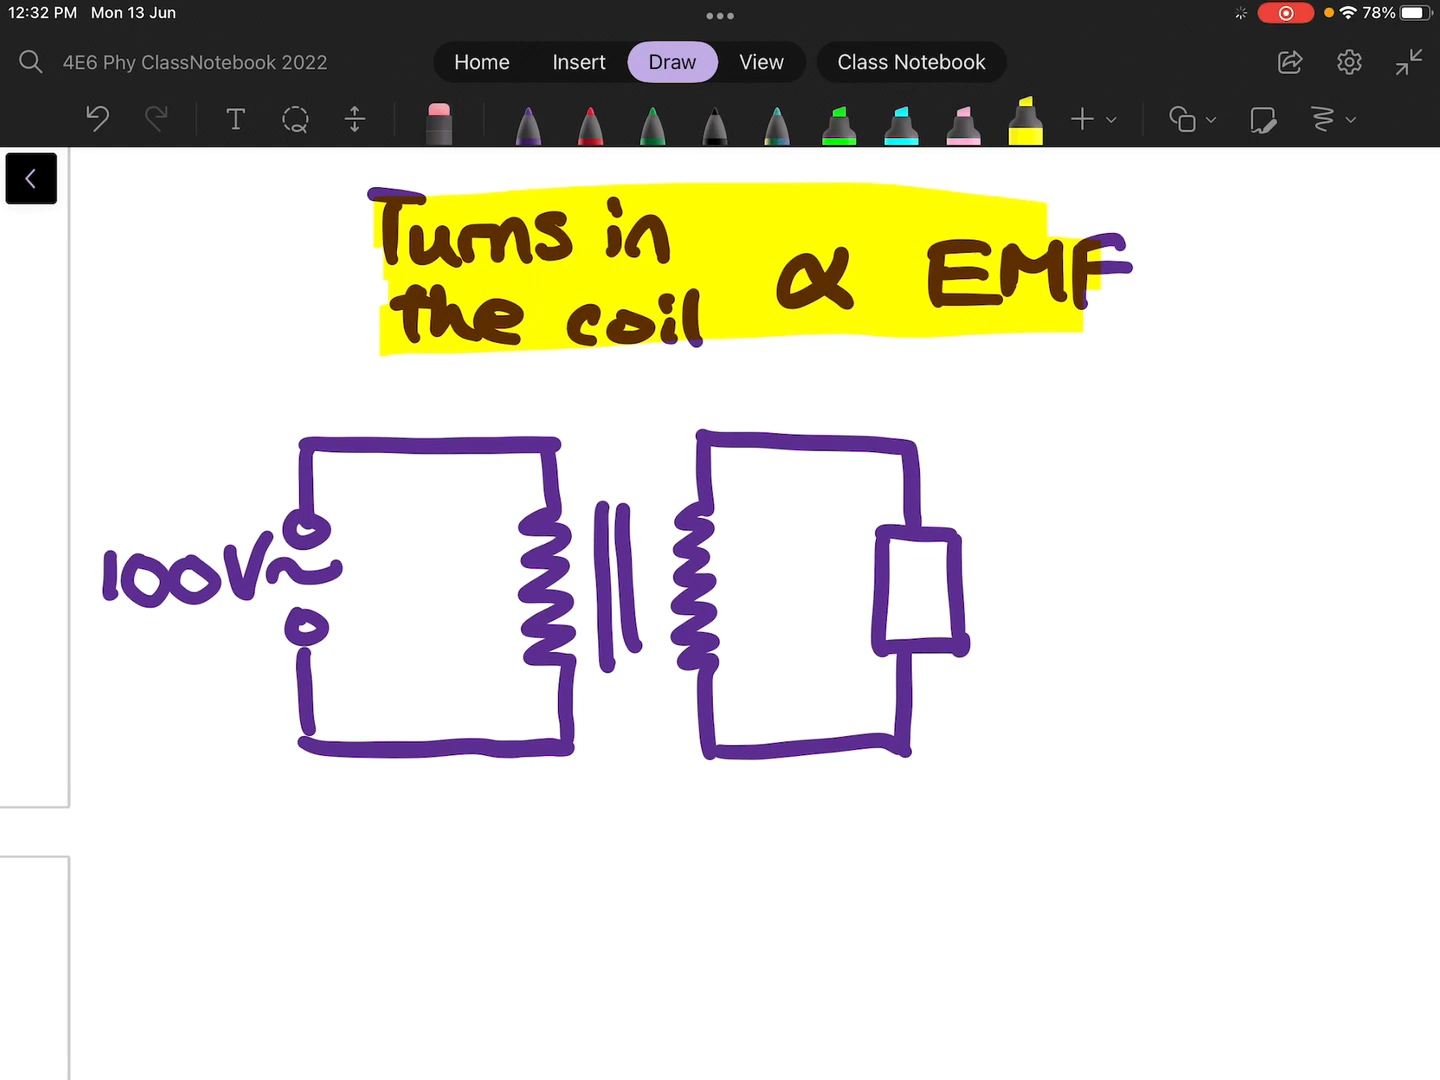 12:32 PM Mon 13 Jun
78%
4E6 Phy ClassNotebook 2022
Home Insert Draw View Class Notebook
Turns in
the coil ∝ EMF
100V~